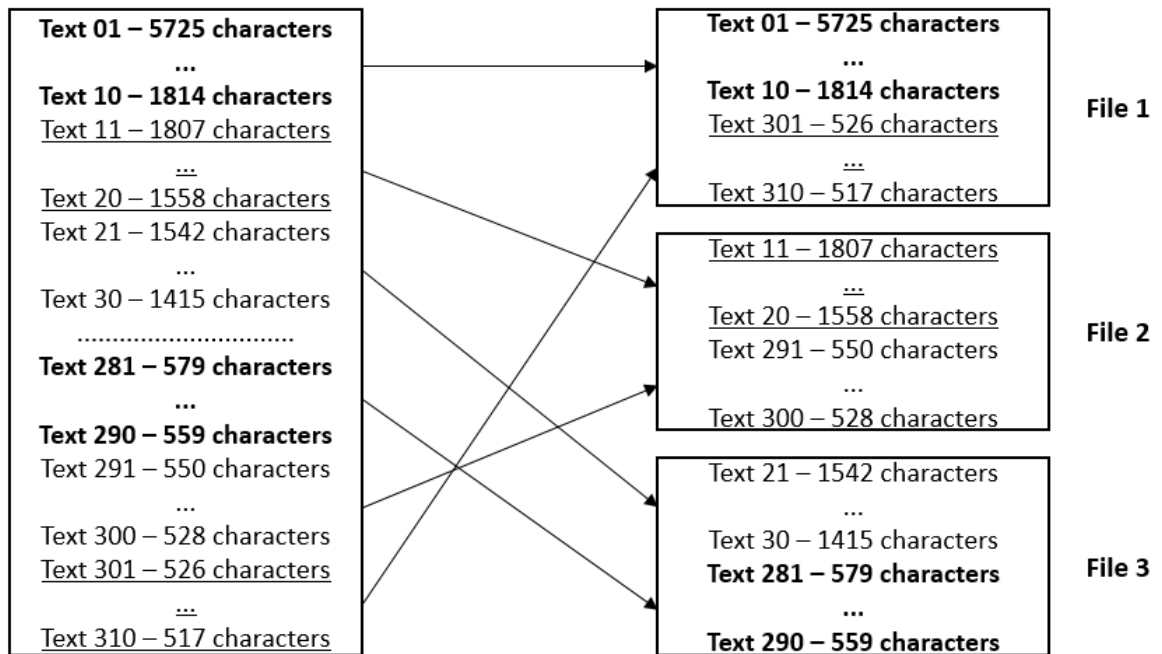 Text 01 – 5725 characters
...
Text 10 – 1814 characters
Text 11 – 1807 characters
...
Text 20 – 1558 characters
Text 21 – 1542 characters
...
Text 30 – 1415 characters
..............................
Text 281 – 579 characters
...
Text 290 – 559 characters
Text 291 – 550 characters
...
Text 300 – 528 characters
Text 301 – 526 characters
...
Text 310 – 517 characters
Text 01 – 5725 characters
...
Text 10 – 1814 characters
Text 301 – 526 characters
...
Text 310 – 517 characters
File 1
Text 11 – 1807 characters
...
Text 20 – 1558 characters
Text 291 – 550 characters
...
Text 300 – 528 characters
File 2
Text 21 – 1542 characters
...
Text 30 – 1415 characters
Text 281 – 579 characters
...
Text 290 – 559 characters
File 3